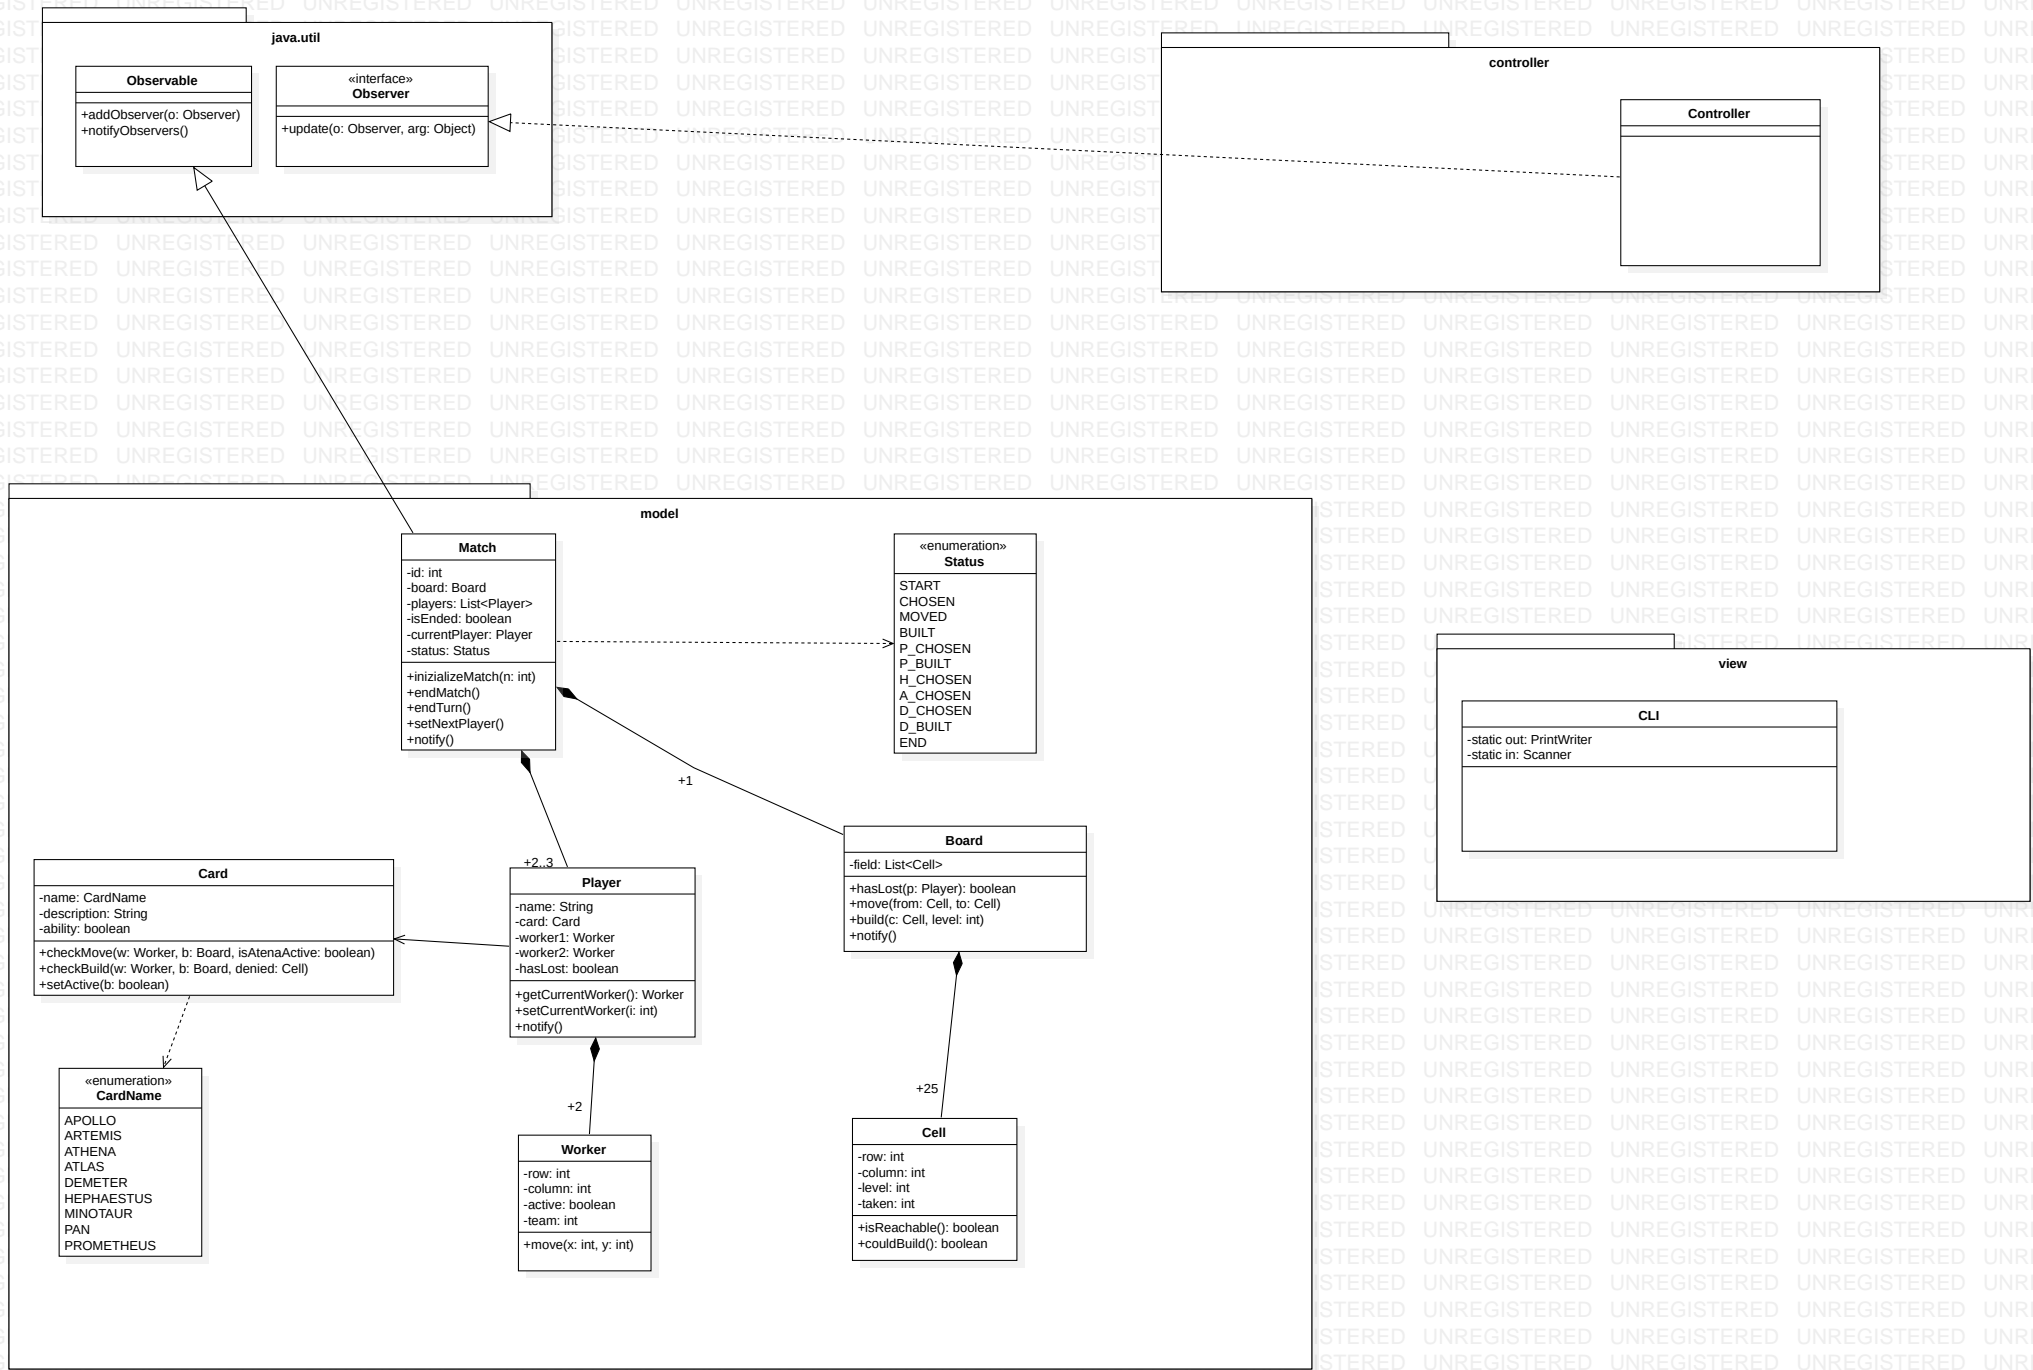 java.util
Observable
+addObserver(o: Observer)
+notifyObservers()
«interface»
Observer
+update(o: Observer, arg: Object)
controller
Controller
model
Match
-id: int
-board: Board
-players: List<Player>
-isEnded: boolean
-currentPlayer: Player
-status: Status
+inizializeMatch(n: int)
+endMatch()
+endTurn()
+setNextPlayer()
+notify()
«enumeration»
Status
START
CHOSEN
MOVED
BUILT
P_CHOSEN
P_BUILT
H_CHOSEN
A_CHOSEN
D_CHOSEN
D_BUILT
END
view
CLI
-static out: PrintWriter
-static in: Scanner
+1
+2..3
Card
-name: CardName
-description: String
-ability: boolean
+checkMove(w: Worker, b: Board, isAtenaActive: boolean)
+checkBuild(w: Worker, b: Board, denied: Cell)
+setActive(b: boolean)
Player
-name: String
-card: Card
-worker1: Worker
-worker2: Worker
-hasLost: boolean
+getCurrentWorker(): Worker
+setCurrentWorker(i: int)
+notify()
Board
-field: List<Cell>
+hasLost(p: Player): boolean
+move(from: Cell, to: Cell)
+build(c: Cell, level: int)
+notify()
«enumeration»
CardName
APOLLO
ARTEMIS
ATHENA
ATLAS
DEMETER
HEPHAESTUS
MINOTAUR
PAN
PROMETHEUS
+2
Worker
-row: int
-column: int
-active: boolean
-team: int
+move(x: int, y: int)
+25
Cell
-row: int
-column: int
-level: int
-taken: int
+isReachable(): boolean
+couldBuild(): boolean
UNREGISTERED